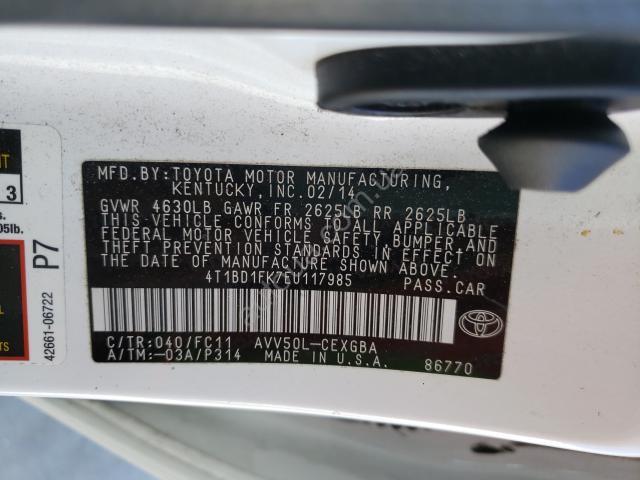 MFD.BY:TOYOTA MOTOR MANUFACTURING,
KENTUCKY,INC.02/14
GVWR 4630LB GAWR FR 2625LB RR 2625LB
THIS VEHICLE CONFORMS TO ALL APPLICABLE
FEDERAL MOTOR VEHICLE SAFETY, BUMPER, AND
THEFT PREVENTION STANDARDS IN EFFECT ON THE
DATE OF MANUFACTURE SHOWN ABOVE.
4T1BD1FK7EU117985 PASS.CAR
C/TR:040/FC11 AVV50L-CEXGBA
A/TM:-03A/P314 MADE IN U.S.A. 86770
TOYOTA
3
05lb.
P7
42661-06722